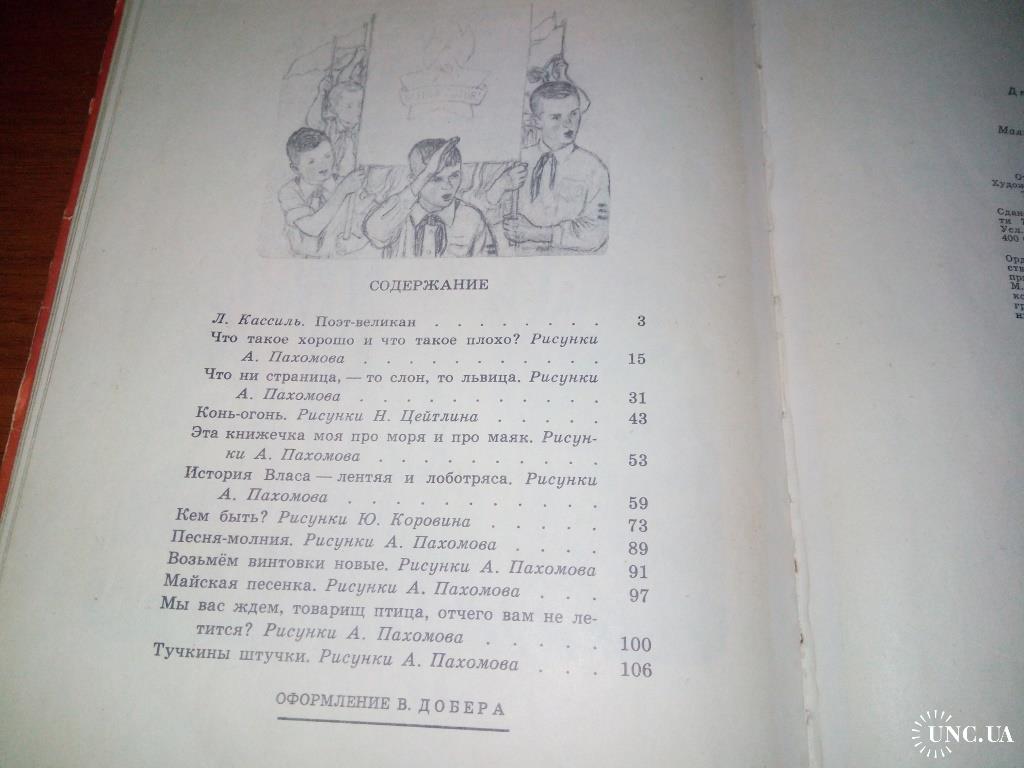 СОДЕРЖАНИЕ
Л. Кассиль. Поэт-великан . . . . . . . . 3
Что такое хорошо и что такое плохо? Рисунки
А. Пахомова . . . . . . . . . . . . 15
Что ни страница, — то слон, то львица. Рисунки
А. Пахомова . . . . . . . . . . . . 31
Конь-огонь. Рисунки Н. Цейтлина . . . . . 43
Эта книжечка моя про моря и про маяк. Рисун-
ки А. Пахомова . . . . . . . . . . . 53
История Власа — лентяя и лоботряса. Рисунки
А. Пахомова . . . . . . . . . . . . 59
Кем быть? Рисунки Ю. Коровина . . . . . 73
Песня-молния. Рисунки А. Пахомова . . . . 89
Возьмём винтовки новые. Рисунки А. Пахомова 91
Майская песенка. Рисунки А. Пахомова . . . 97
Мы вас ждем, товарищ птица, отчего вам не ле-
тится? Рисунки А. Пахомова . . . . . 100
Тучкины штучки. Рисунки А. Пахомова . . . 106
ОФОРМЛЕНИЕ В. ДОБЕРА
Усл.
400
М.
UNC.UA